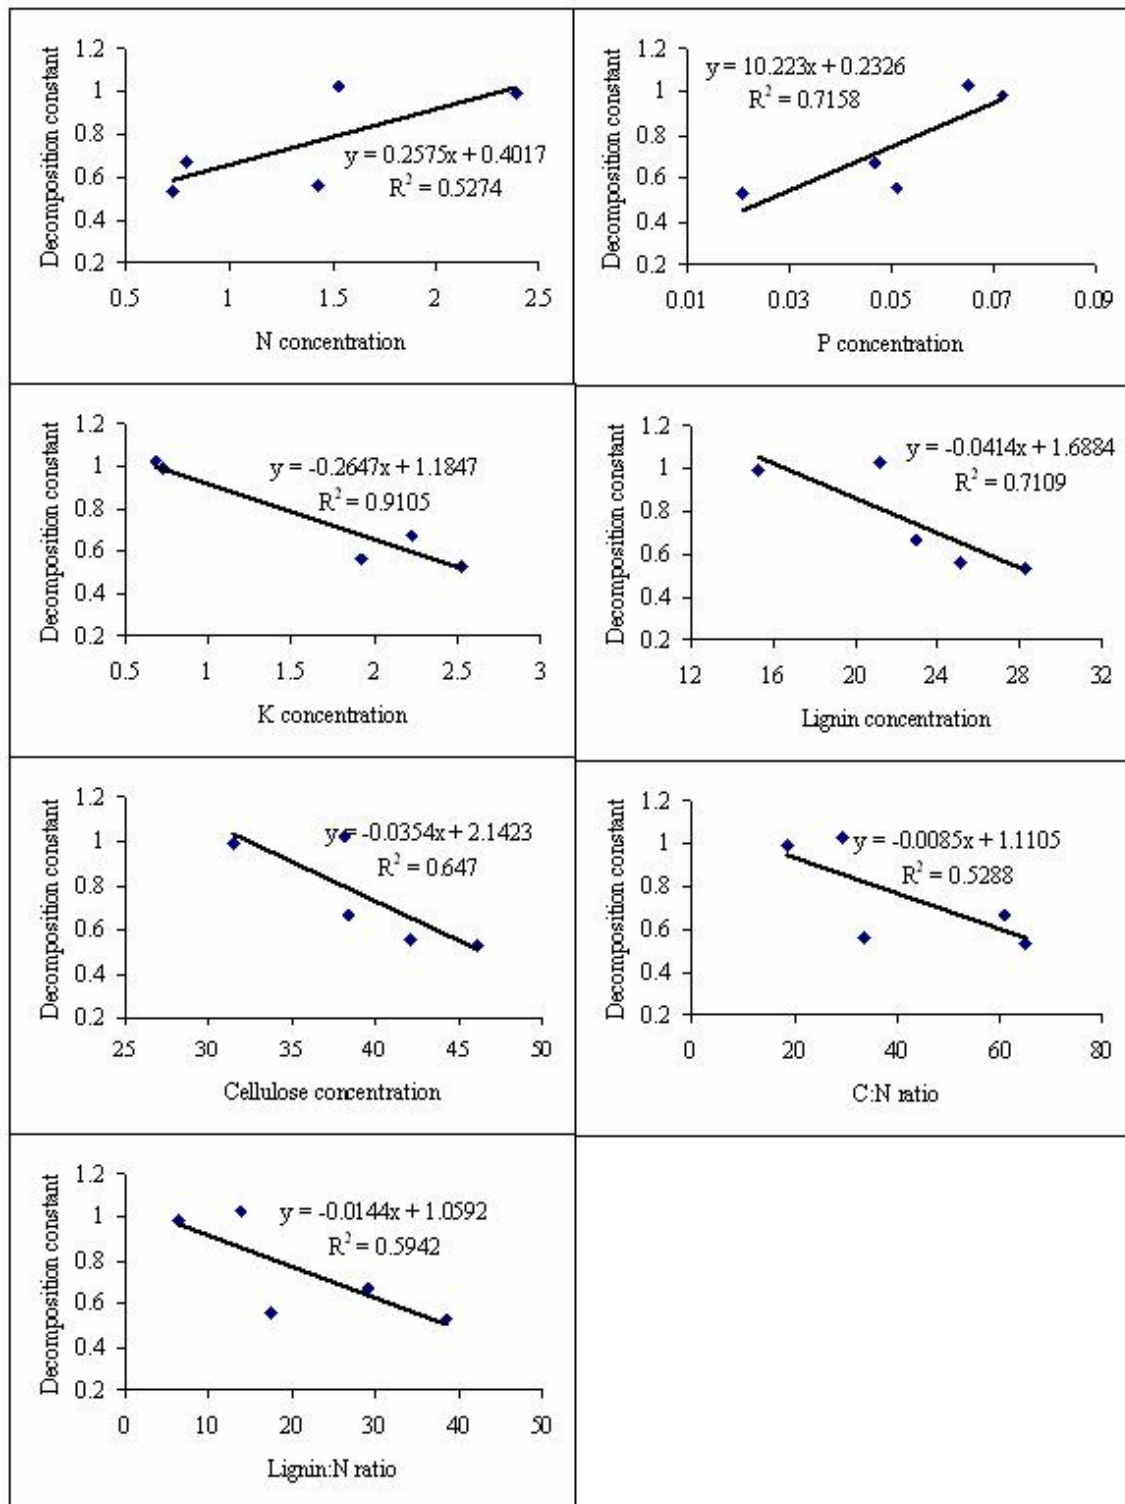 Decomposition constant
1.2
1
0.8
0.6
0.4
0.2
y = 0.2575x + 0.4017
R² = 0.5274
0.5 1 1.5 2 2.5
N concentration
Decomposition constant
1.2
1
0.8
0.6
0.4
0.2
y = 10.223x + 0.2326
R² = 0.7158
0.01 0.03 0.05 0.07 0.09
P concentration
Decomposition constant
1.2
1
0.8
0.6
0.4
0.2
y = -0.2647x + 1.1847
R² = 0.9105
0.5 1 1.5 2 2.5 3
K concentration
Decomposition constant
1.2
1
0.8
0.6
0.4
0.2
y = -0.0414x + 1.6884
R² = 0.7109
12 16 20 24 28 32
Lignin concentration
Decomposition constant
1.2
1
0.8
0.6
0.4
0.2
y = -0.0354x + 2.1423
R² = 0.647
25 30 35 40 45 50
Cellulose concentration
Decomposition constant
1.2
1
0.8
0.6
0.4
0.2
y = -0.0085x + 1.1105
R² = 0.5288
0 20 40 60 80
C:N ratio
Decomposition constant
1.2
1
0.8
0.6
0.4
0.2
y = -0.0144x + 1.0592
R² = 0.5942
0 10 20 30 40 50
Lignin:N ratio